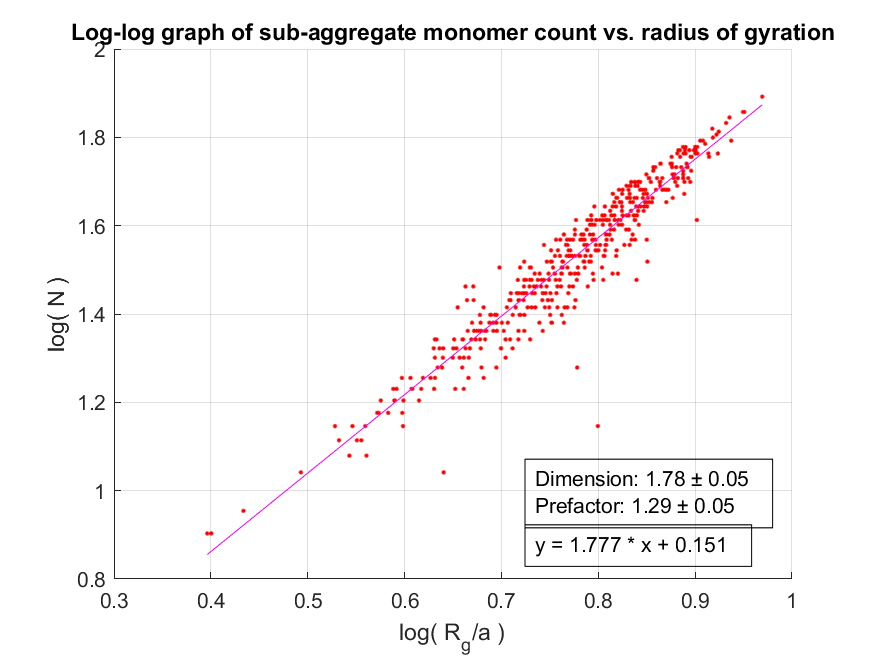 Log-log graph of sub-aggregate monomer count vs. radius of gyration
2
1.8
1.6
1.4
1.2
1
0.8
log( N )
Dimension: 1.78 ± 0.05
Prefactor: 1.29 ± 0.05
y = 1.777 * x + 0.151
0.3 0.4 0.5 0.6 0.7 0.8 0.9 1
log( R_g/a )